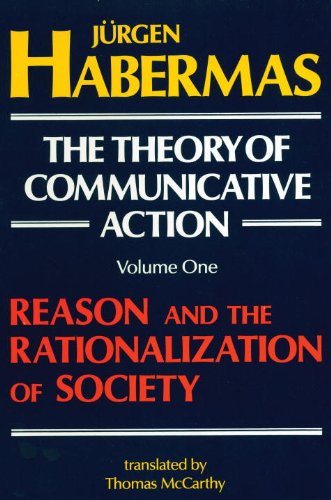 JÜRGEN
HABERMAS
THE THEORY OF
COMMUNICATIVE
ACTION
Volume One
REASON AND THE
RATIONALIZATION
OF SOCIETY
translated by
Thomas McCarthy